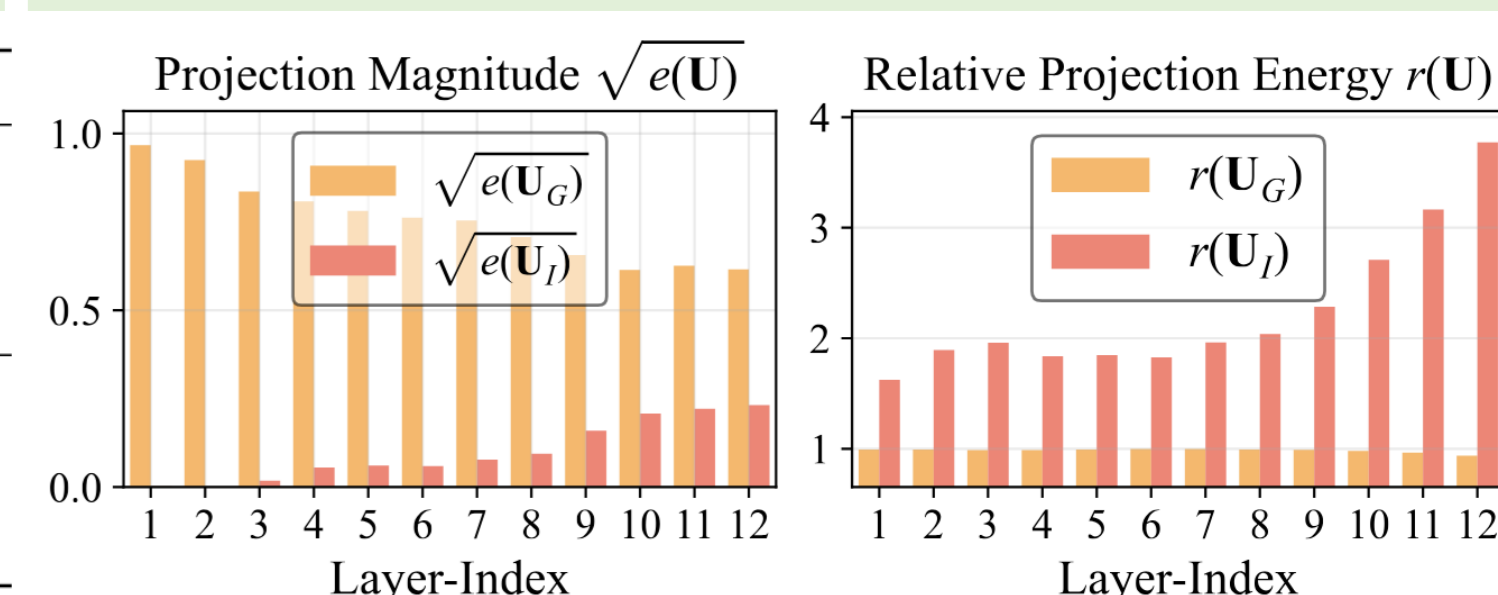 Projection Magnitude √e(U)
1.0
0.5
0.0
√e(U_G)
√e(U_I)
1 2 3 4 5 6 7 8 9 10 11 12
Layer-Index
Relative Projection Energy r(U)
4
3
2
1
r(U_G)
r(U_I)
1 2 3 4 5 6 7 8 9 10 11 12
Layer-Index